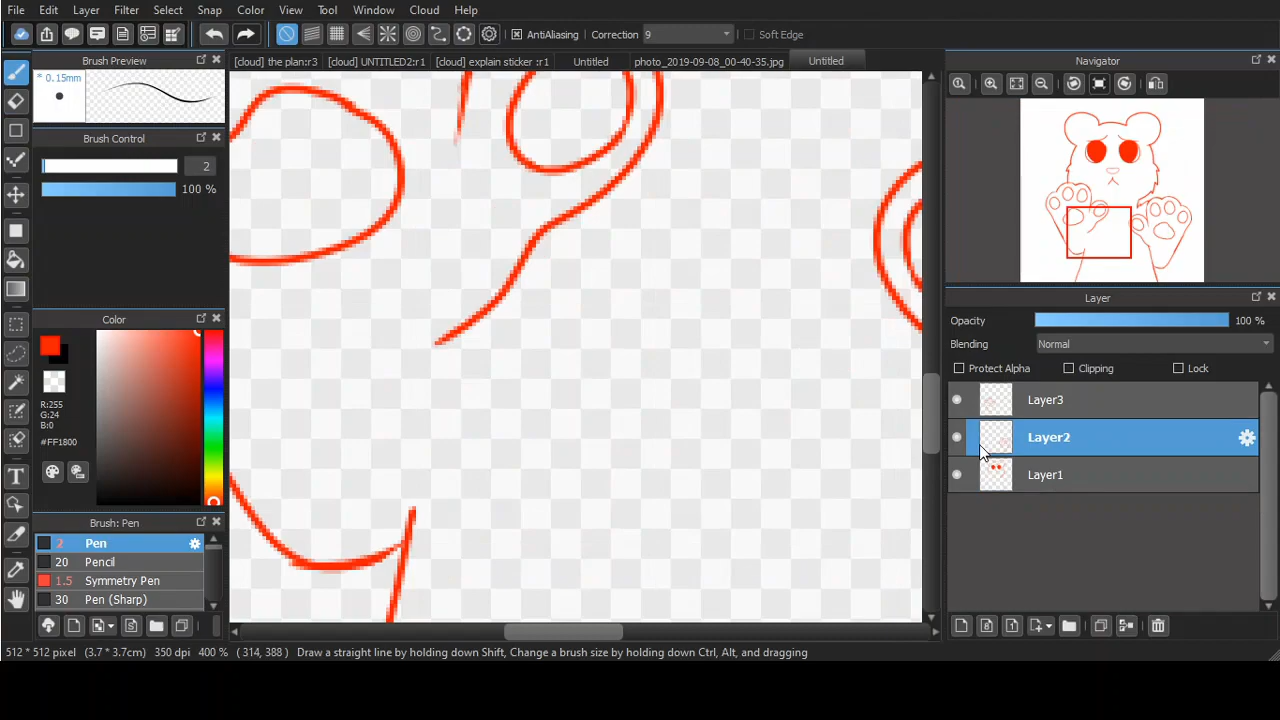 File Edit Layer Filter Select Snap Color View Tool Window Cloud Help
AntiAliasing Correction 9 Soft Edge
Brush Preview
[cloud] the plan:r3 [cloud] UNTITLED2:r1 [cloud] explain sticker :r1 Untitled photo_2019-09-08_00-40-35.jpg Untitled
Navigator
* 0.15mm
Brush Control
2
100 %
Layer
Opacity 100 %
Blending Normal
Protect Alpha Clipping Lock
Color
R:255
G:24
B:0
#FF1800
Layer3
Layer2
Layer1
Brush: Pen
2 Pen
20 Pencil
1.5 Symmetry Pen
30 Pen (Sharp)
512 * 512 pixel (3.7 * 3.7cm) 350 dpi 400 % ( 314, 388 ) Draw a straight line by holding down Shift, Change a brush size by holding down Ctrl, Alt, and dragging